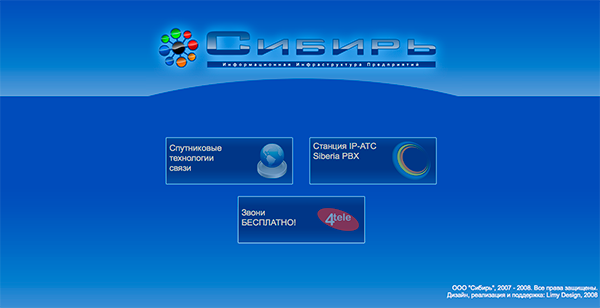 Сибирь
Информационная Инфраструктура Предприятий
Спутниковые
технологии
связи
Станция IP-АТС
Siberia PBX
Звони
БЕСПЛАТНО!
4tele
ООО "Сибирь", 2007 - 2008. Все права защищены.
Дизайн, реализация и поддержка: Limy Design, 2008